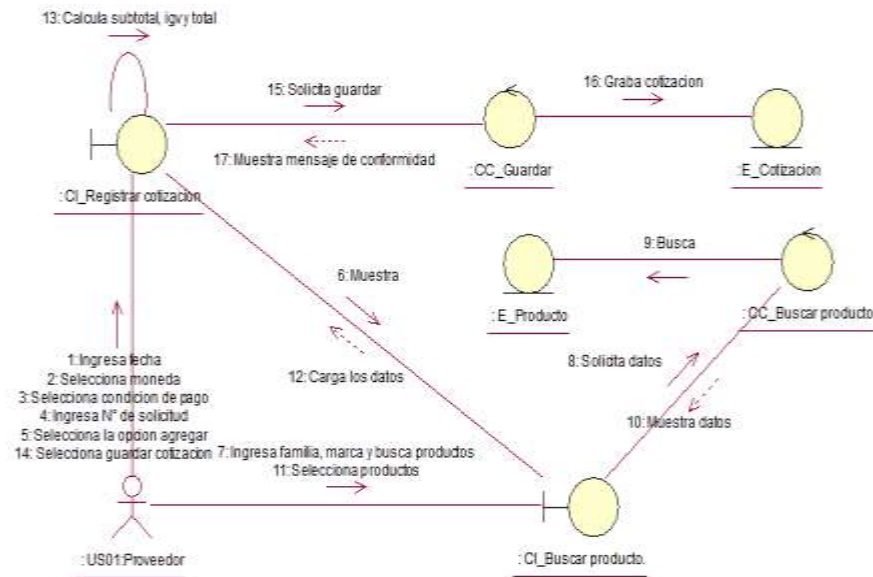 13: Calcula subtotal, igv y total
15: Solicita guardar
16: Graba cotizacion
17: Muestra mensaje de conformidad
: CI_Registrar cotizacion
: CC_Guardar
: E_Cotizacion
9: Busca
6: Muestra
: E_Producto
: CC_Buscar producto
1: Ingresa fecha
2: Selecciona moneda
3: Selecciona condicion de pago
4: Ingresa N° de solicitud
5: Selecciona la opcion agregar
14: Selecciona guardar cotizacion
12: Carga los datos
8: Solicita datos
10: Muestra datos
7: Ingresa familia, marca y busca productos
11: Selecciona productos
: US01:Proveedor
: CI_Buscar producto.